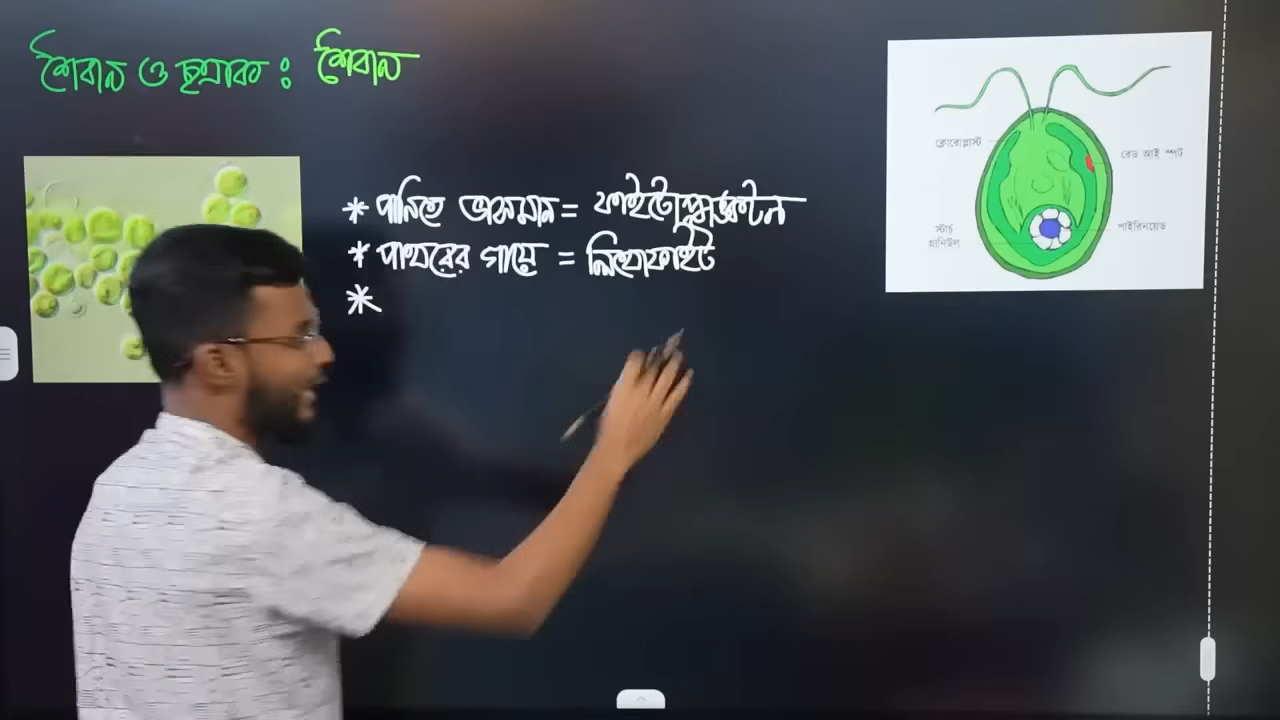 শৈবাল ও ছত্রাক : শৈবাল
* পানিতে ভাসমান = ফাইটোপ্লাঙ্কটন
* পাথরের গায়ে = লিথোফাইট
*
ক্লোরোপ্লাস্ট
রেড আই স্পট
স্টার্চ
গ্রানিউল
পাইরিনয়েড